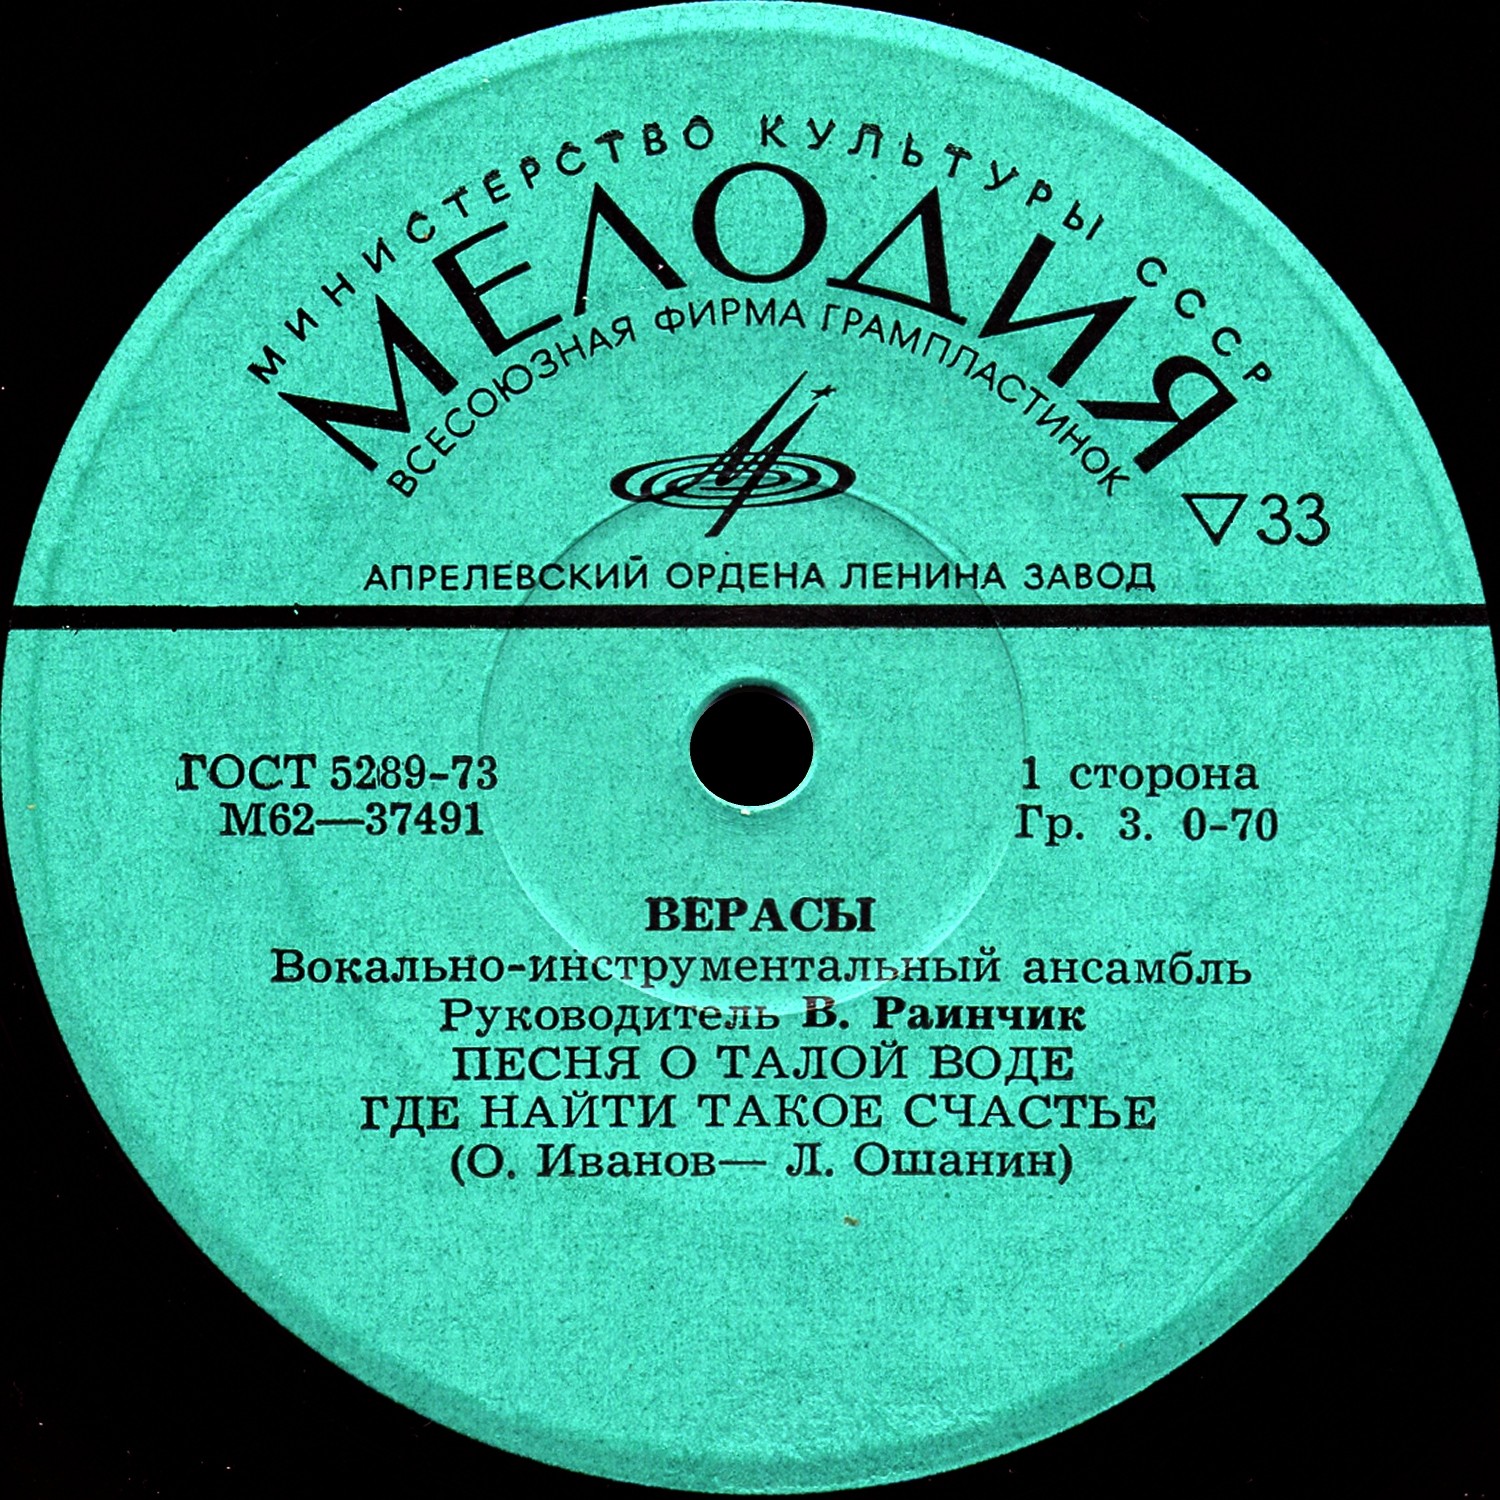 МИНИСТЕРСТВО КУЛЬТУРЫ СССР
МЕЛОДИЯ
ВСЕСОЮЗНАЯ ФИРМА ГРАМПЛАСТИНОК
33
АПРЕЛЕВСКИЙ ОРДЕНА ЛЕНИНА ЗАВОД
ГОСТ 5289-73
М62—37491
1 сторона
Гр. 3. 0-70
ВЕРАСЫ
Вокально-инструментальный ансамбль
Руководитель В. Раинчик
ПЕСНЯ О ТАЛОЙ ВОДЕ
ГДЕ НАЙТИ ТАКОЕ СЧАСТЬЕ
(О. Иванов— Л. Ошанин)